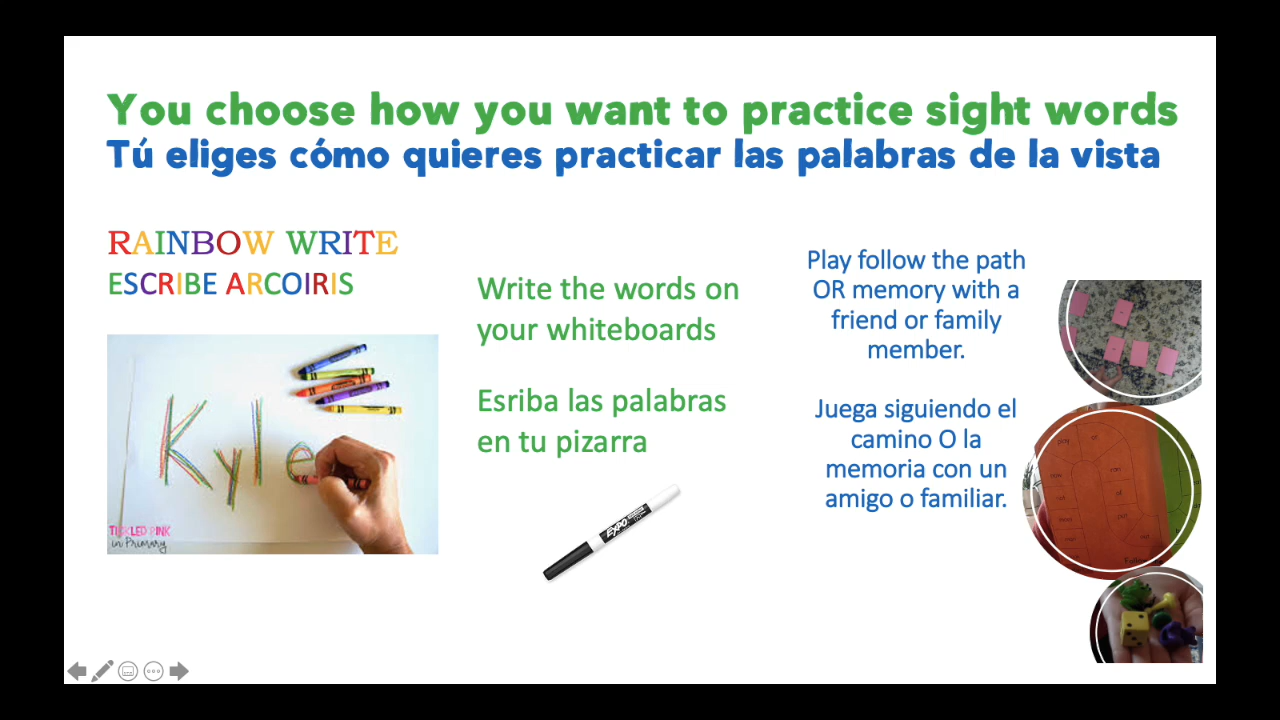 You choose how you want to practice sight words
Tú eliges cómo quieres practicar las palabras de la vista
RAINBOW WRITE
ESCRIBE ARCOIRIS
Kyle
TICKLED PINK
in Primary
Write the words on
your whiteboards
Esriba las palabras
en tu pizarra
EXPO
Play follow the path
OR memory with a
friend or family
member.
Juega siguiendo el
camino O la
memoria con un
amigo o familiar.